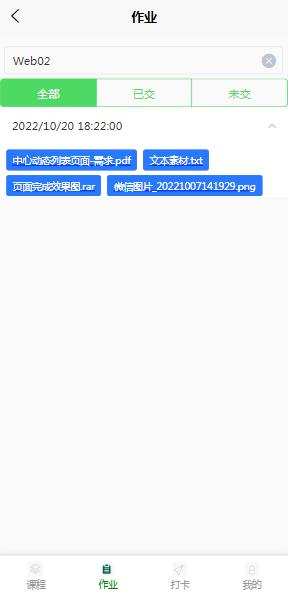 作业
Web02
全部 已交 未交
2022/10/20 18:22:00
中心动态列表页面-需求.pdf 文本素材.txt
页面完成效果图.rar 微信图片_20221007141929.png
课程 作业 打卡 我的